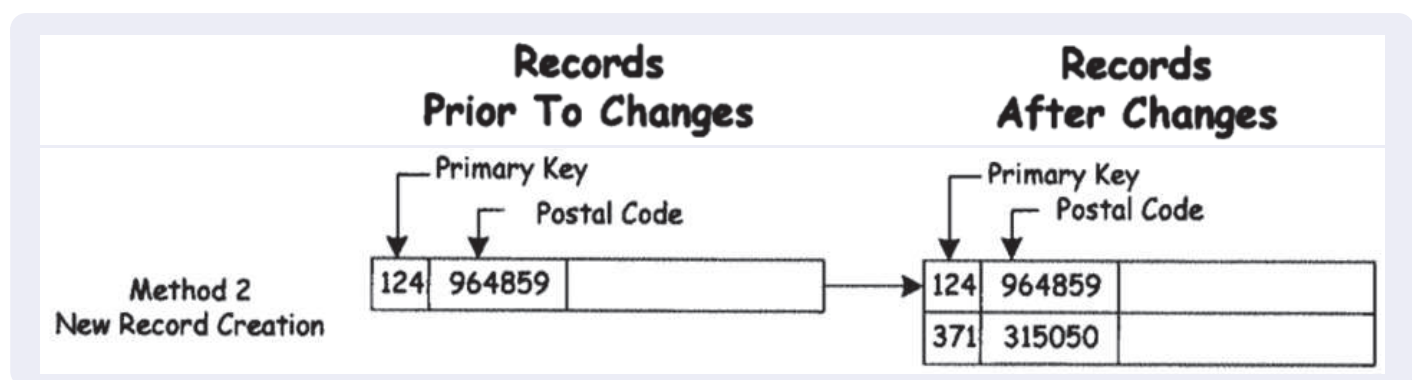 Records
Prior To Changes
Records
After Changes
Primary Key
Postal Code
Primary Key
Postal Code
Method 2
New Record Creation
124 964859
124 964859
371 315050